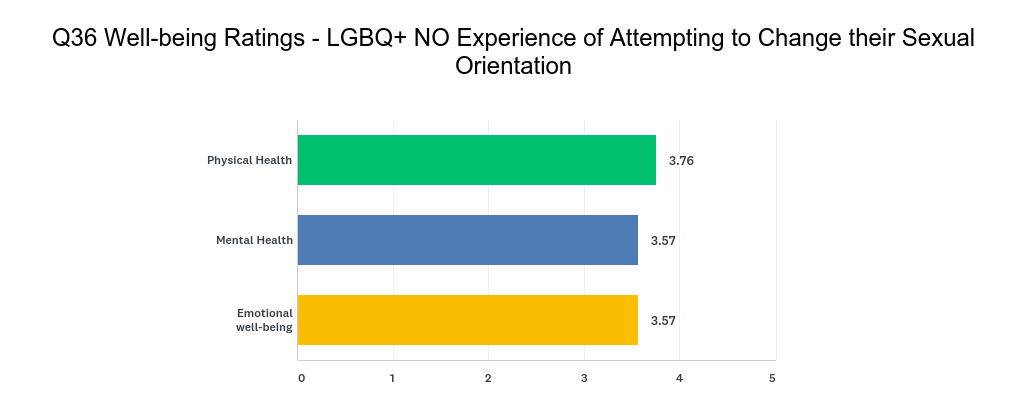 Q36 Well-being Ratings - LGBQ+ NO Experience of Attempting to Change their Sexual
Orientation
Physical Health
3.76
Mental Health
3.57
Emotional
well-being
3.57
0 1 2 3 4 5